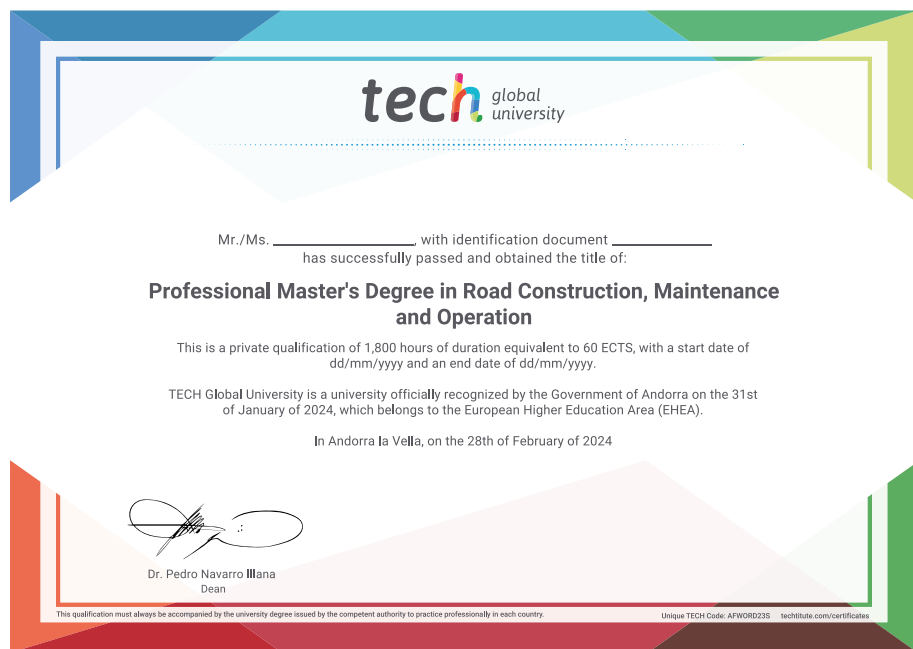 tech global university
Mr./Ms. ____________, with identification document ____________
has successfully passed and obtained the title of:
Professional Master's Degree in Road Construction, Maintenance
and Operation
This is a private qualification of 1,800 hours of duration equivalent to 60 ECTS, with a start date of
dd/mm/yyyy and an end date of dd/mm/yyyy.
TECH Global University is a university officially recognized by the Government of Andorra on the 31st
of January of 2024, which belongs to the European Higher Education Area (EHEA).
In Andorra la Vella, on the 28th of February of 2024
Dr. Pedro Navarro Illana
Dean
This qualification must always be accompanied by the university degree issued by the competent authority to practice professionally in each country. Unique TECH Code: AFWORD23S techtitute.com/certificates